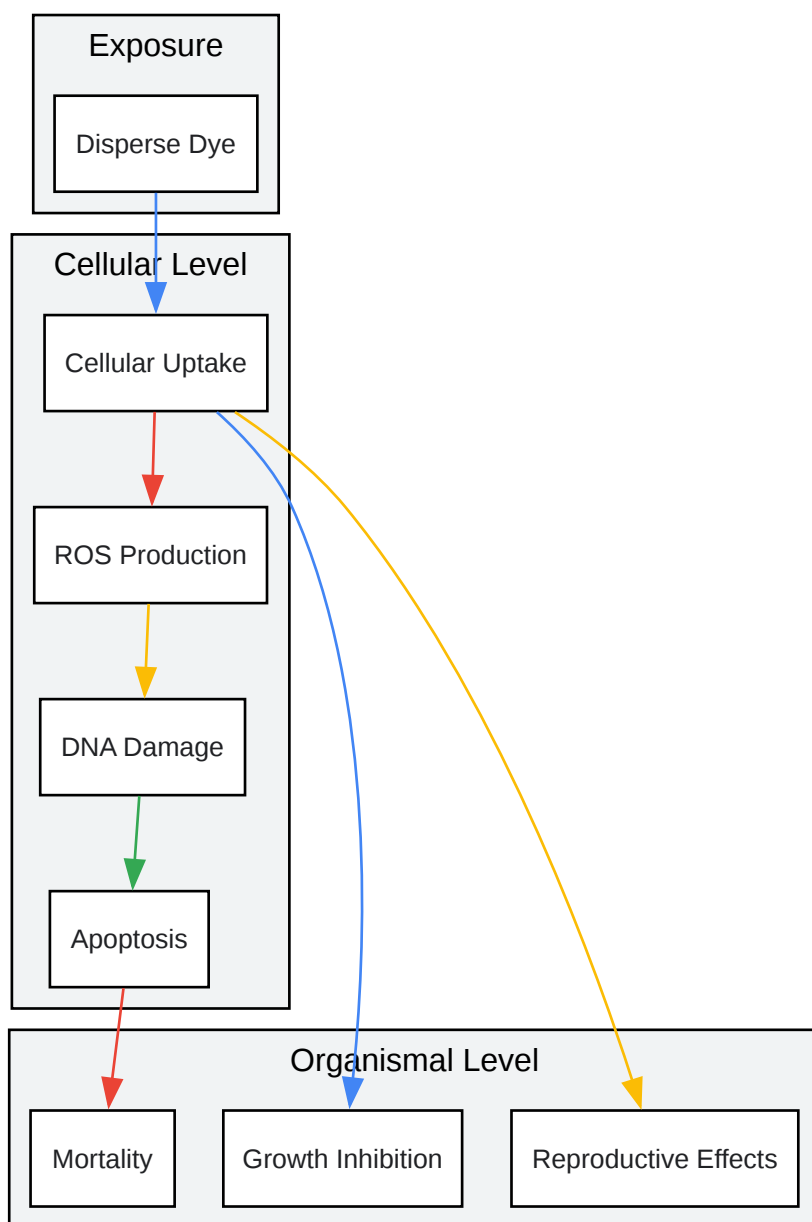 Exposure
Disperse Dye
Cellular Level
Cellular Uptake
ROS Production
DNA Damage
Apoptosis
Organismal Level
Mortality
Growth Inhibition
Reproductive Effects